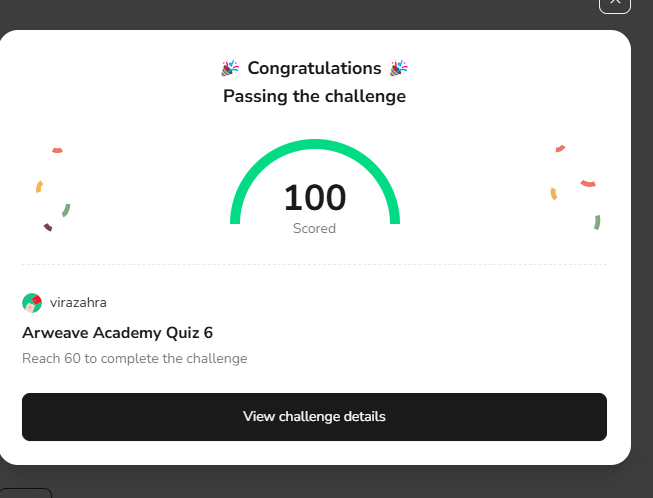 🎉 Congratulations 🎉
Passing the challenge
100
Scored
virazahra
Arweave Academy Quiz 6
Reach 60 to complete the challenge
View challenge details